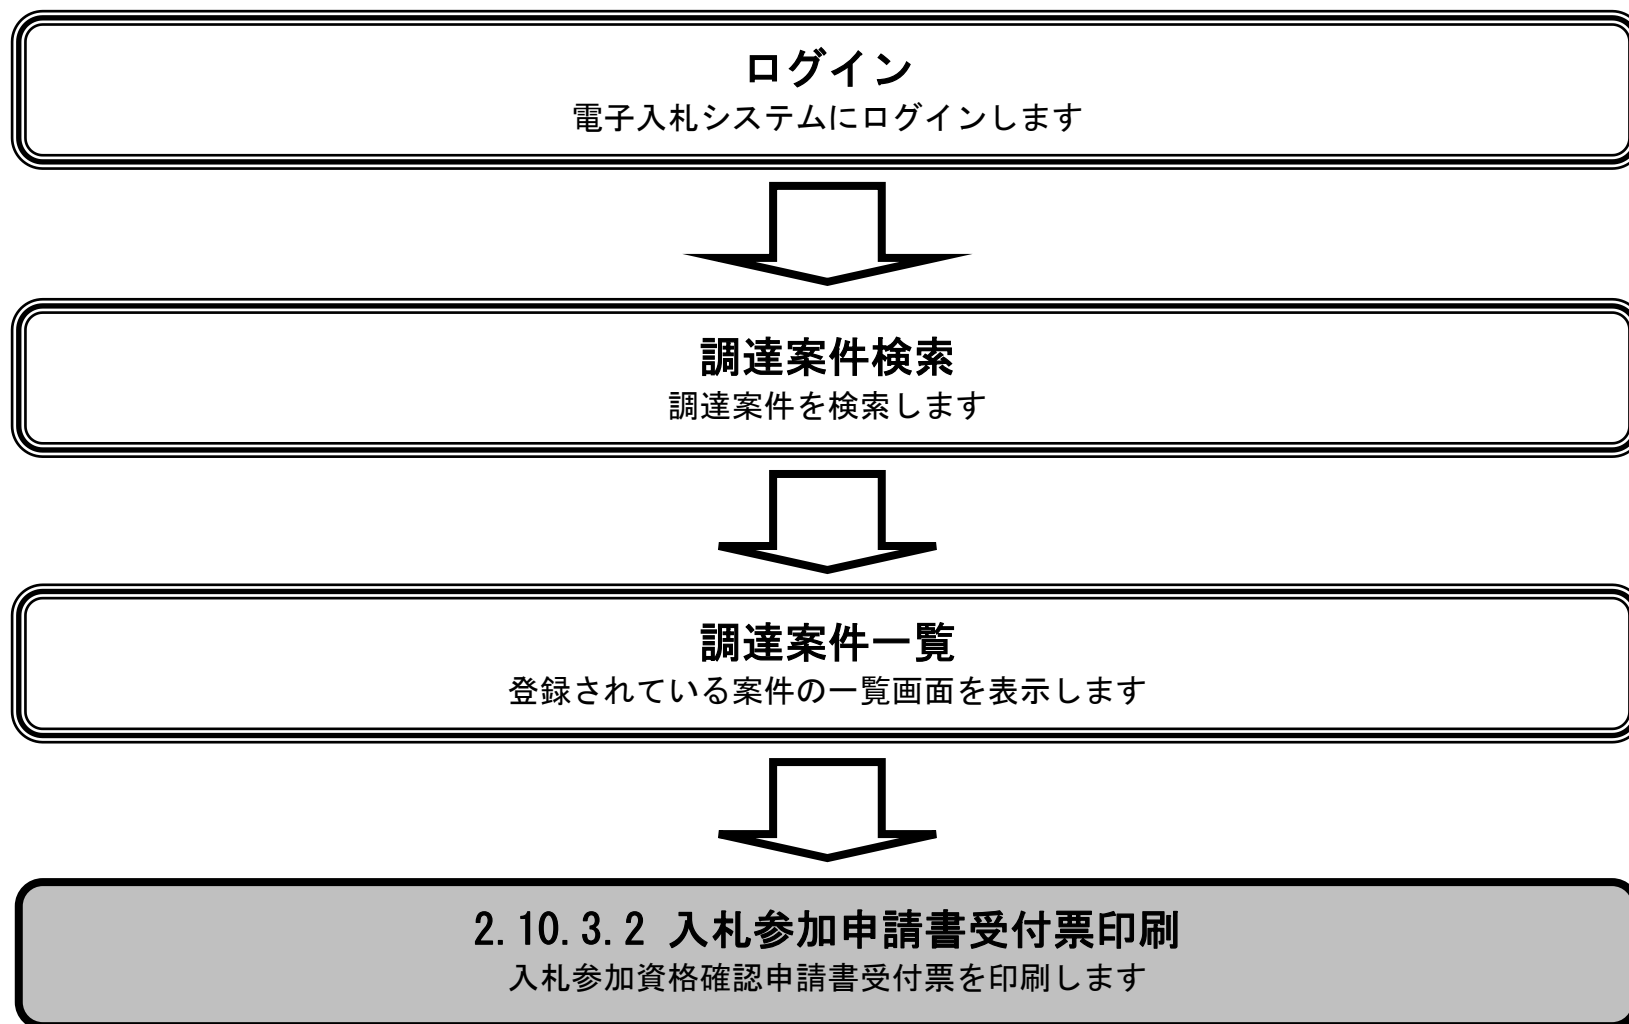 ログイン
電子入札システムにログインします
調達案件検索
調達案件を検索します
調達案件一覧
登録されている案件の一覧画面を表示します
2.10.3.2 入札参加申請書受付票印刷
入札参加資格確認申請書受付票を印刷します